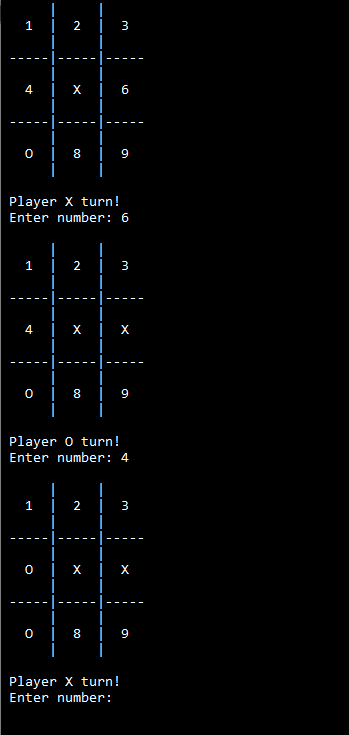 1 | 2 | 3
-----|-----|-----
4 | X | 6
-----|-----|-----
O | 8 | 9
Player X turn!
Enter number: 6
1 | 2 | 3
-----|-----|-----
4 | X | X
-----|-----|-----
O | 8 | 9
Player O turn!
Enter number: 4
1 | 2 | 3
-----|-----|-----
O | X | X
-----|-----|-----
O | 8 | 9
Player X turn!
Enter number: